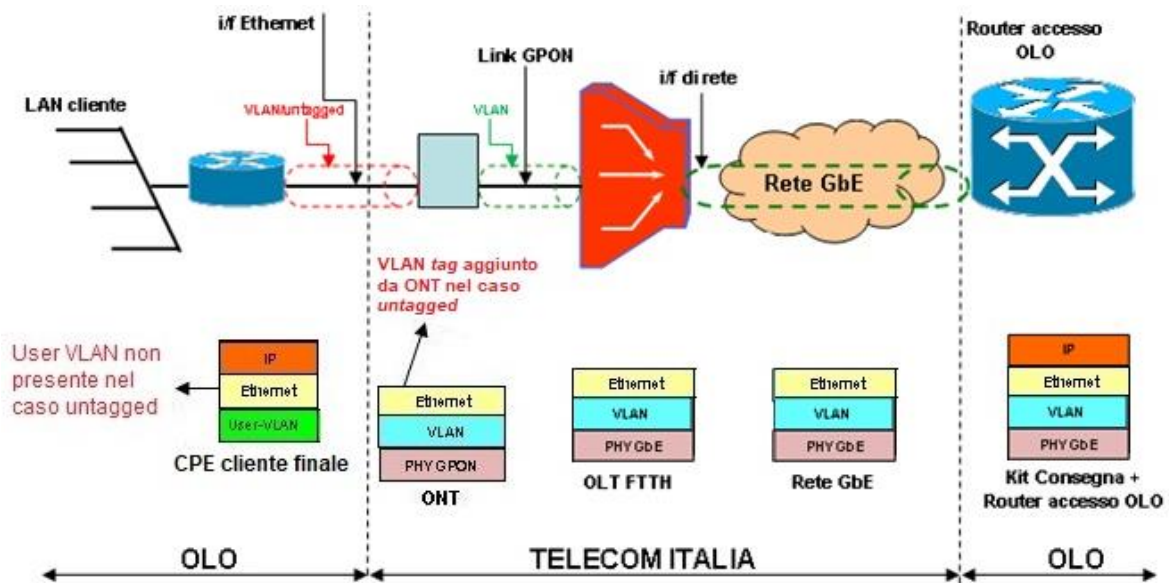 i/f Ethernet
Router accesso
OLO
Link GPON
i/f di rete
LAN cliente
VLAN/untagged
VLAN
Rete GbE
VLAN tag aggiunto
da ONT nel caso
untagged
User VLAN non
presente nel
caso untagged
IP
Ethernet
User-VLAN
CPE cliente finale
Ethernet
VLAN
PHY GPON
ONT
Ethernet
VLAN
PHY GbE
OLT FTTH
Ethernet
VLAN
PHY GbE
Rete GbE
IP
Ethernet
VLAN
PHY GbE
Kit Consegna +
Router accesso OLO
OLO
TELECOM ITALIA
OLO